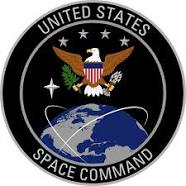 UNITED STATES
SPACE COMMAND